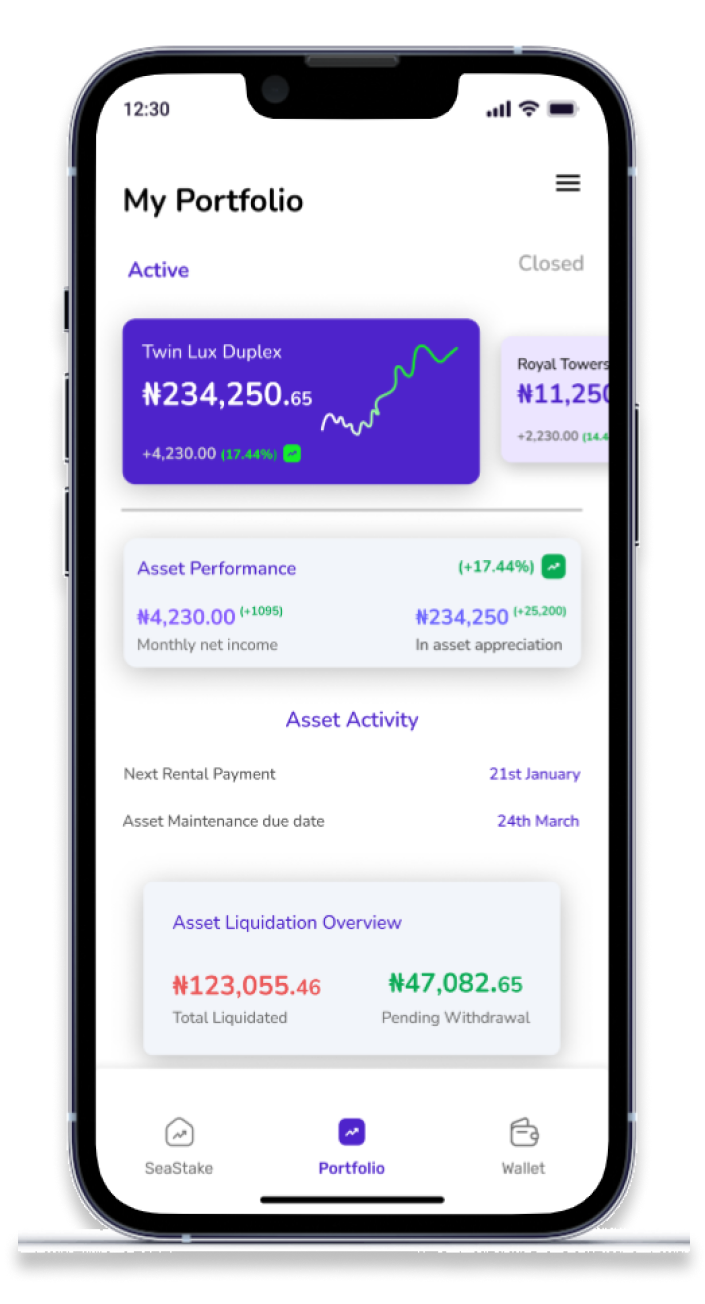 12:30
My Portfolio
Active
Closed
Twin Lux Duplex
₦234,250.65
+4,230.00 (17.44%)
Royal Towers
₦11,250
+2,230.00 (14.4
Asset Performance
(+17.44%)
₦4,230.00 (+1095)
Monthly net income
₦234,250 (+25,200)
In asset appreciation
Asset Activity
Next Rental Payment
21st January
Asset Maintenance due date
24th March
Asset Liquidation Overview
₦123,055.46
Total Liquidated
₦47,082.65
Pending Withdrawal
SeaStake
Portfolio
Wallet